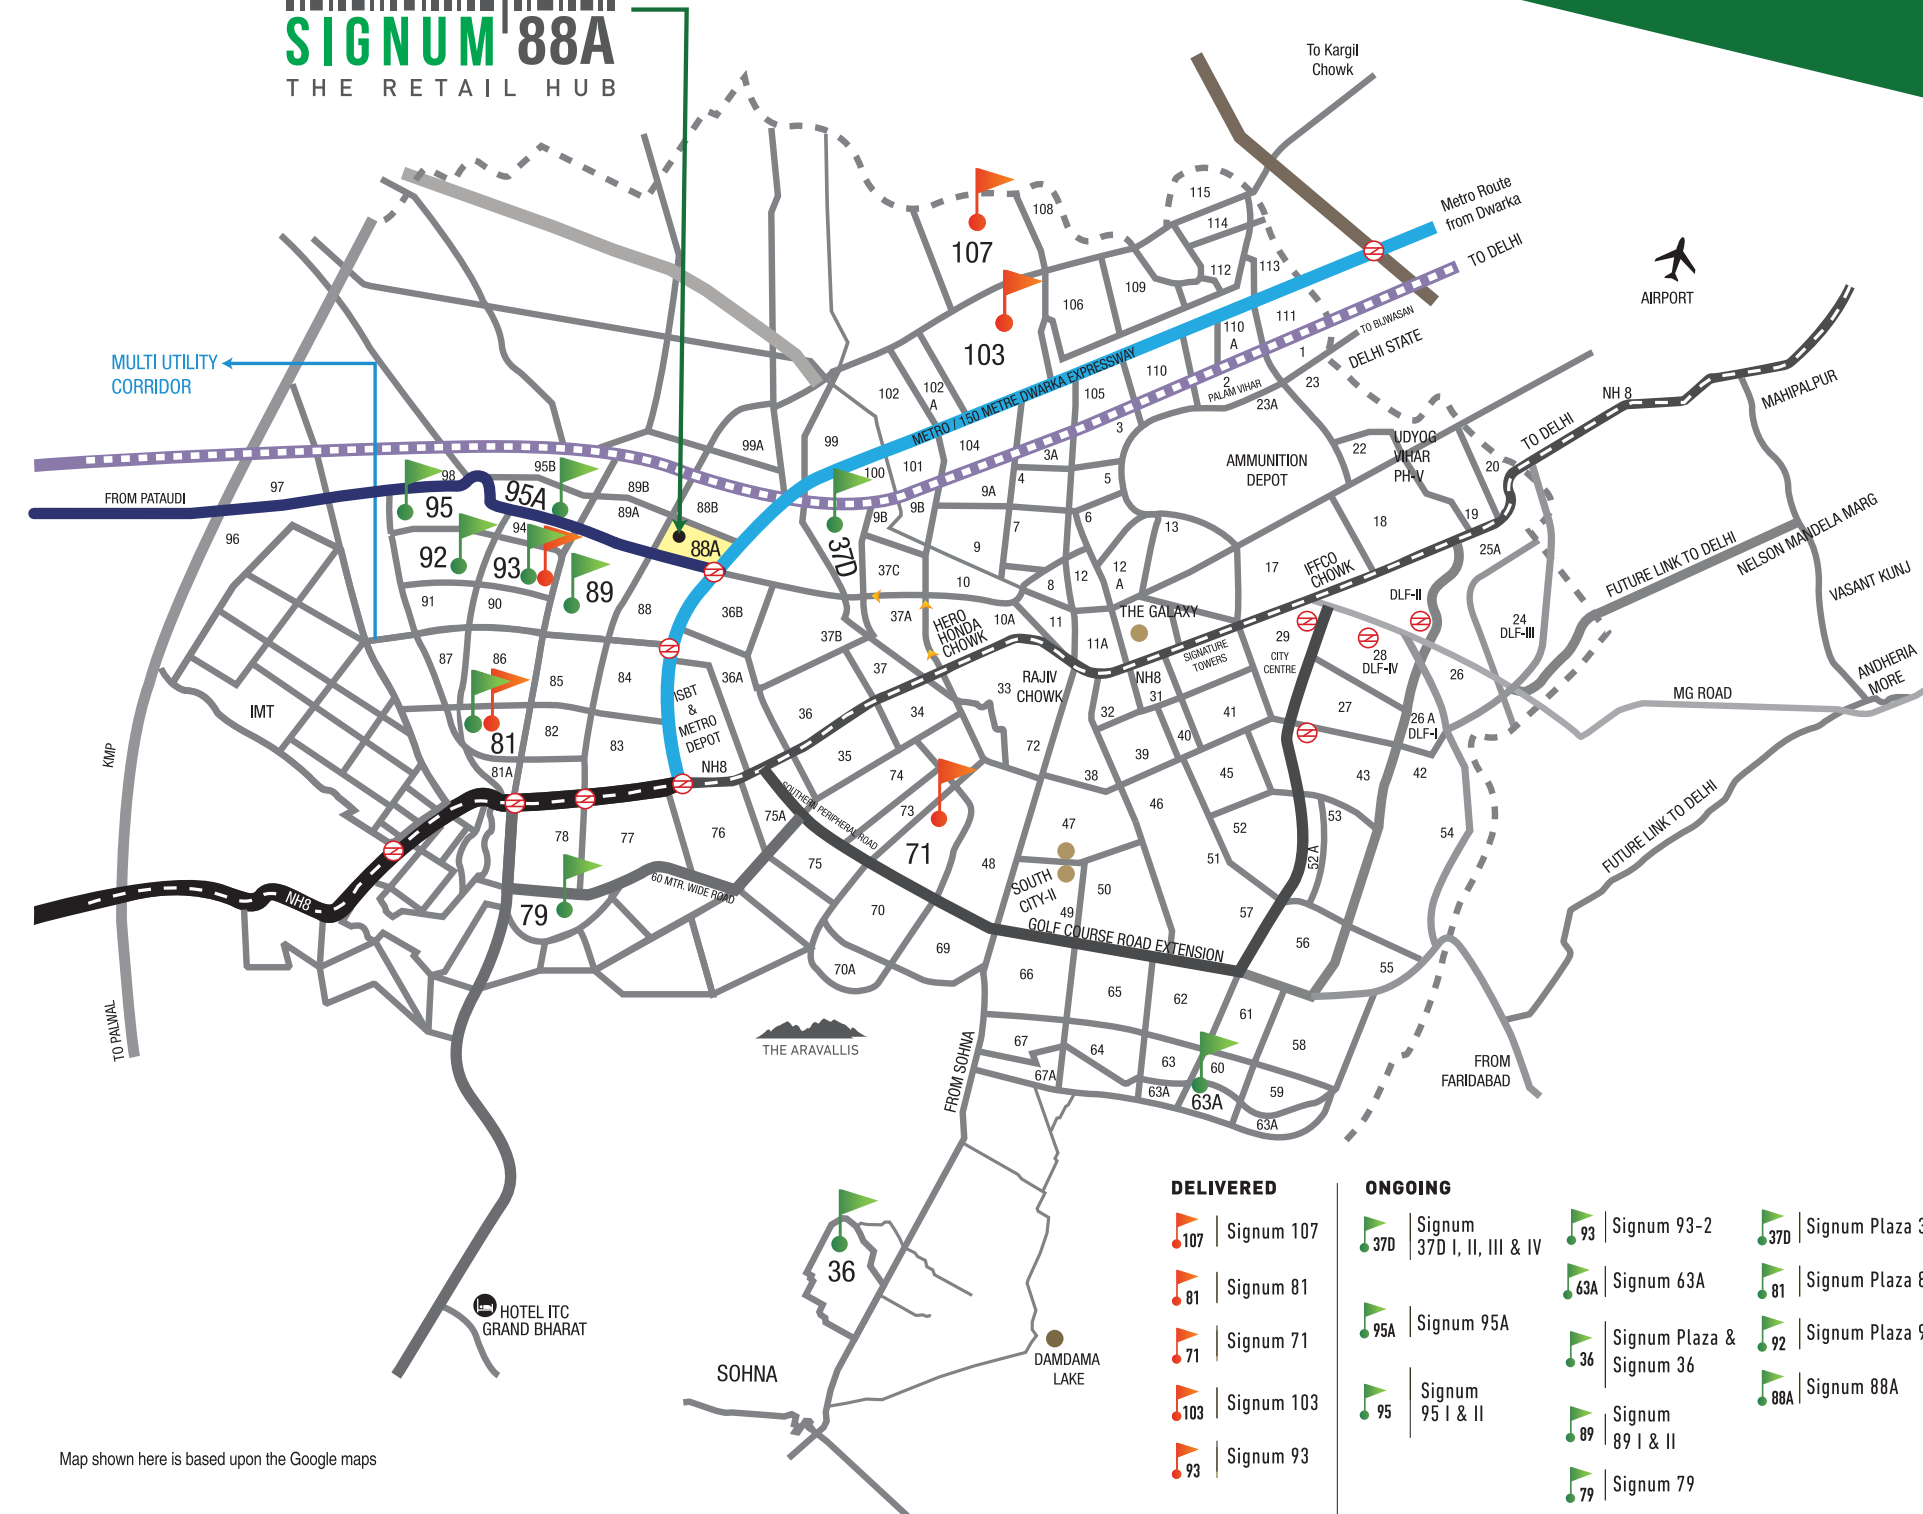 SIGNUM 88A
THE RETAIL HUB
To Kargil
Chowk
Metro Route
from Dwarka
TO DELHI
AIRPORT
115
114
108
107
112
113
109
106
103
111
110
A
TO BIJWASAN
DELHI STATE
1
MULTI UTILITY
CORRIDOR
METRO / 150 METRE DWARKA EXPRESSWAY
102
102
A
105
110
2
PALAM VIHAR
23
23A
NH 8
MAHIPALPUR
TO DELHI
99A
99
104
3
3A
22
UDYOG
VIHAR
PH-V
20
AMMUNITION
DEPOT
97
98
95B
100
101
4
5
FROM PATAUDI
95
95A
89B
88B
9A
9B
9B
89A
6
7
13
18
19
96
94
92
93
88A
37D
9
25A
FUTURE LINK TO DELHI
NELSON MANDELA MARG
37C
10
8
12
12
A
17
IFFCO
CHOWK
VASANT KUNJ
91
90
89
88
36B
37A
HERO
HONDA
CHOWK
10A
11
THE GALAXY
DLF-II
24
DLF-III
37B
11A
SIGNATURE
TOWERS
29
CITY
CENTRE
28
DLF-IV
87
86
85
84
36A
37
33
RAJIV
CHOWK
NH8
31
26
ANDHERIA
MORE
MG ROAD
IMT
ISBT
&
METRO
DEPOT
36
34
32
41
27
26 A
DLF-I
81
82
83
35
72
39
40
KMP
81A
NH8
74
38
45
43
42
SOUTHERN PERIPHERAL ROAD
73
46
75A
78
77
76
47
52
53
54
FUTURE LINK TO DELHI
71
75
48
51
52 A
60 MTR. WIDE ROAD
SOUTH
CITY-II
50
NH8
79
70
49
57
GOLF COURSE ROAD EXTENSION
69
56
70A
66
55
65
62
61
TO PALWAL
THE ARAVALLIS
FROM SOHNA
67
64
63
60
58
FROM
FARIDABAD
67A
63A
63A
59
63A
36
HOTEL ITC
GRAND BHARAT
SOHNA
DAMDAMA
LAKE
DELIVERED
107 Signum 107
81 Signum 81
71 Signum 71
103 Signum 103
93 Signum 93
ONGOING
37D Signum
37D I, II, III & IV
95A Signum 95A
95 Signum
95 I & II
93 Signum 93-2
63A Signum 63A
36 Signum Plaza &
Signum 36
89 Signum
89 I & II
79 Signum 79
37D Signum Plaza 3
81 Signum Plaza 8
92 Signum Plaza 9
88A Signum 88A
Map shown here is based upon the Google maps